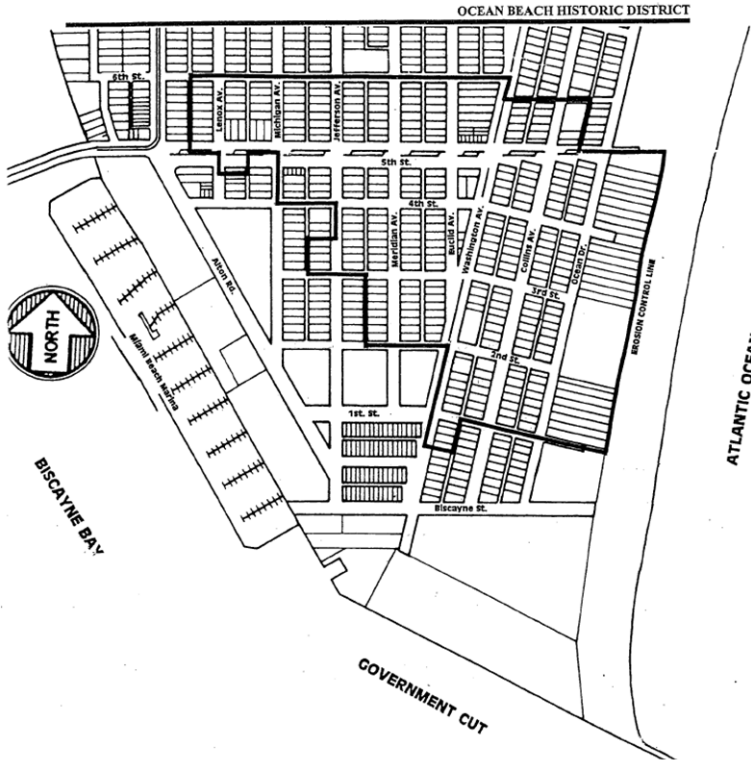 OCEAN BEACH HISTORIC DISTRICT
6th St.
Lenox Av.
Michigan Av.
Jefferson Av.
5th St.
4th St.
Meridian Av.
Euclid Av.
Washington Av.
Collins Av.
Ocean Dr.
Alton Rd.
3rd St.
EROSION CONTROL LINE
NORTH
Miami Beach Marina
2nd St.
1st. St.
ATLANTIC OCEAN
BISCAYNE BAY
Biscayne St.
GOVERNMENT CUT